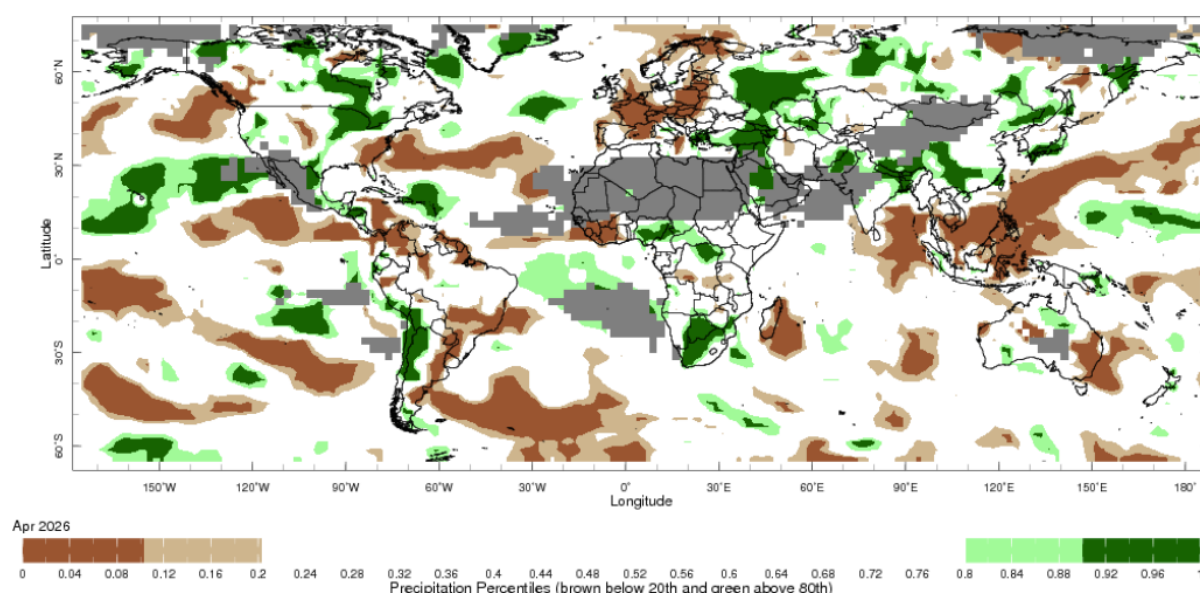 60°N
30°N
0°
30°S
60°S
Latitude
150°W 120°W 90°W 60°W 30°W 0° 30°E 60°E 90°E 120°E 150°E 180°
Longitude
Apr 2026
0 0.04 0.08 0.12 0.16 0.2 0.24 0.28 0.32 0.36 0.4 0.44 0.48 0.52 0.56 0.6 0.64 0.68 0.72 0.76 0.8 0.84 0.88 0.92 0.96
Precipitation Percentiles (brown below 20th and green above 80th)